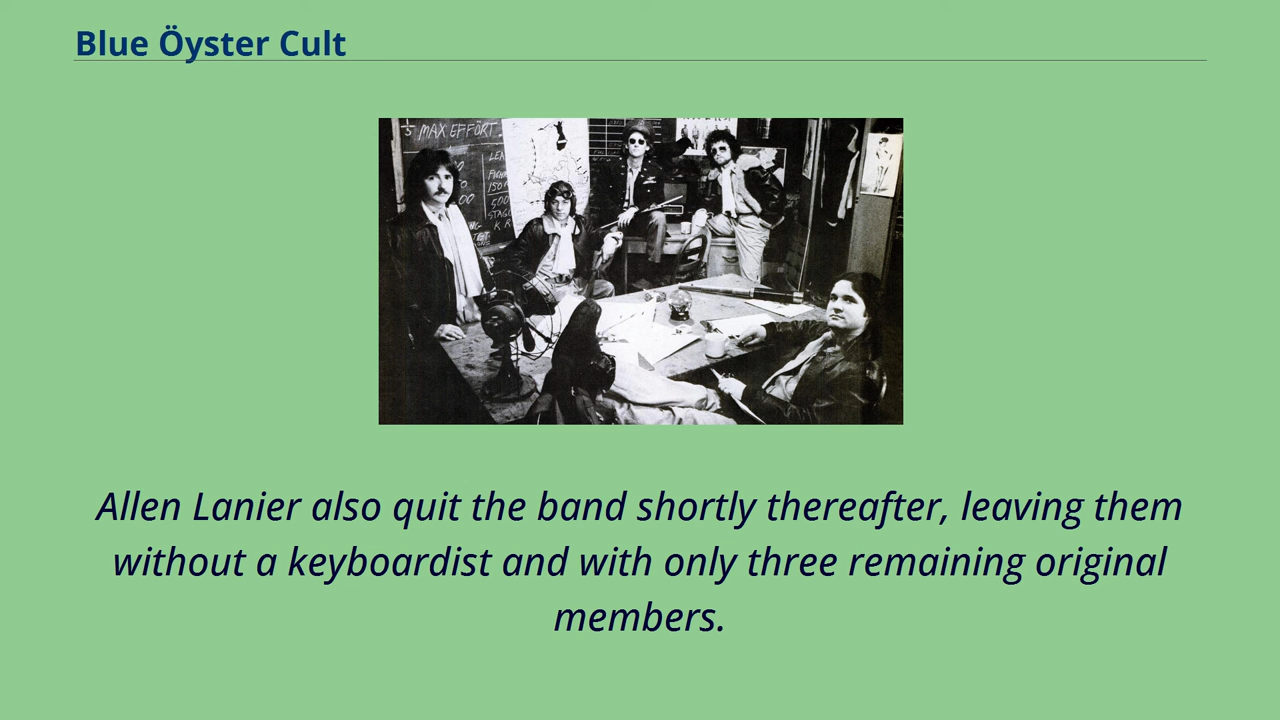 Blue Öyster Cult
MAX EFFÖRT
Allen Lanier also quit the band shortly thereafter, leaving them
without a keyboardist and with only three remaining original
members.